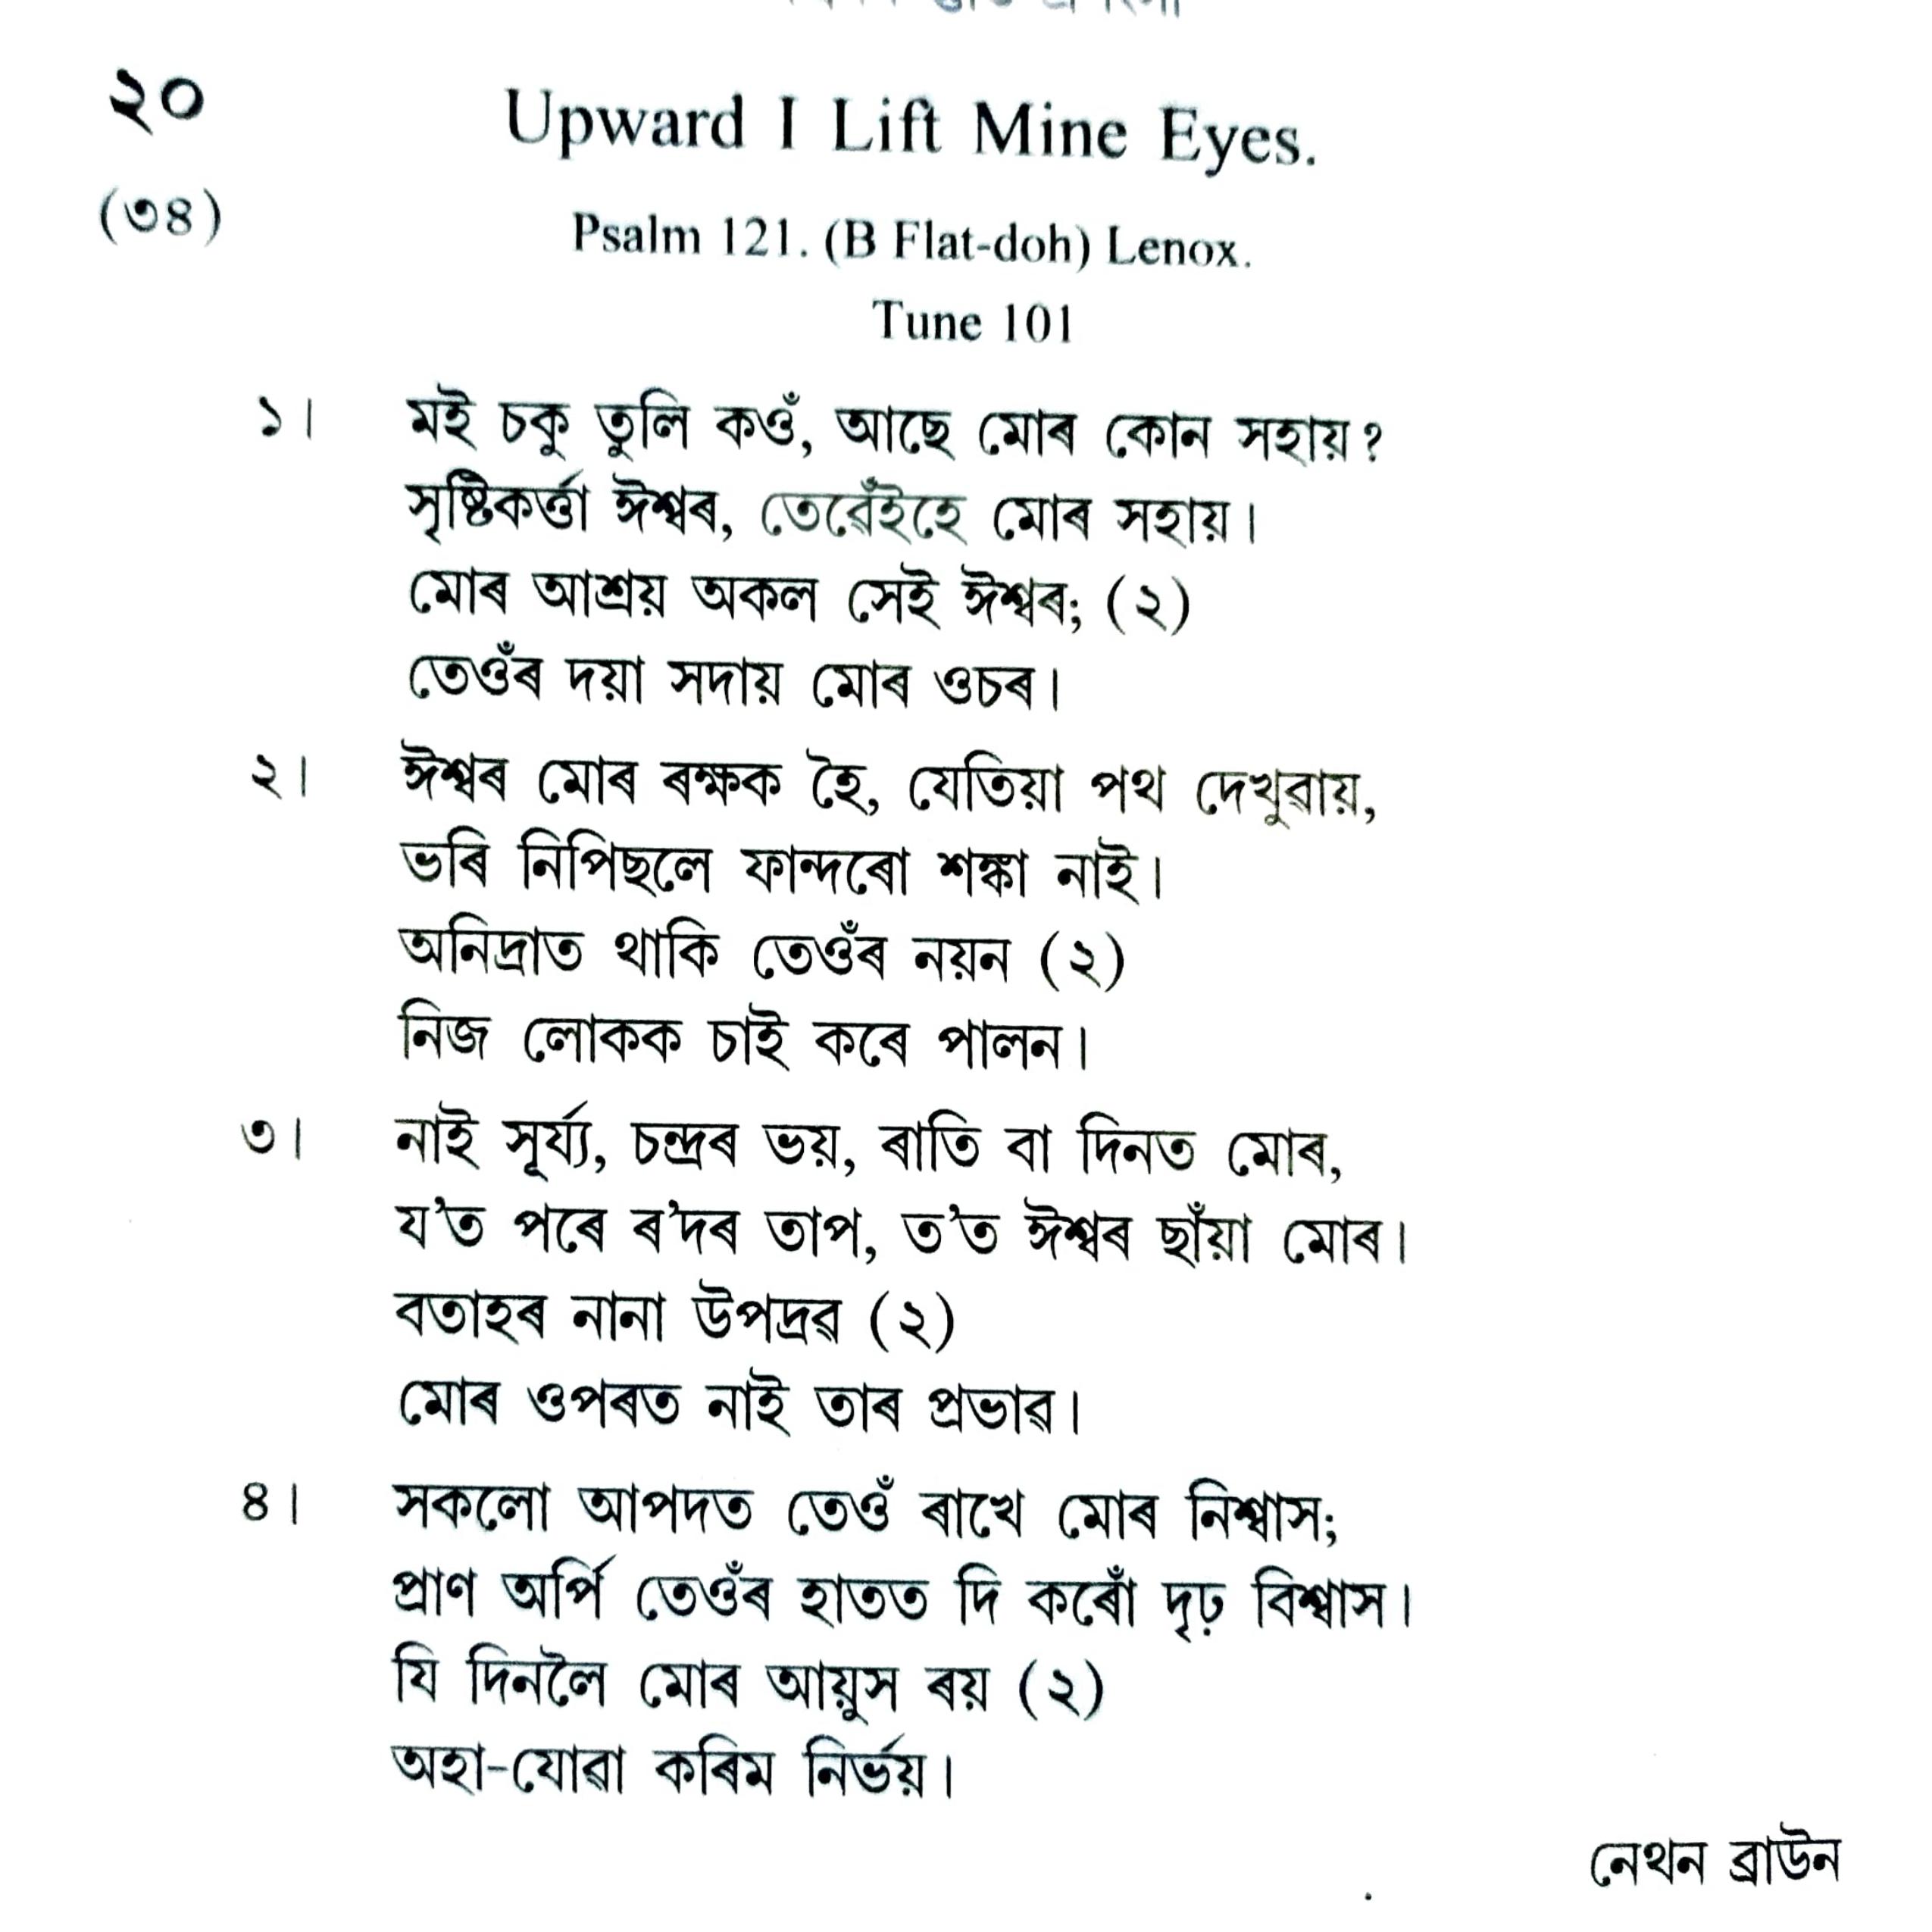 ২০
Upward I Lift Mine Eyes.
(৩৪)
Psalm 121. (B Flat-doh) Lenox.
Tune 101
১। মই চকু তুলি কওঁ, আছে মোৰ কোন সহায়?
সৃষ্টিকৰ্ত্তা ঈশ্বৰ, তেৱেঁইহে মোৰ সহায়।
মোৰ আশ্ৰয় অকল সেই ঈশ্বৰ; (২)
তেওঁৰ দয়া সদায় মোৰ ওচৰ।
২। ঈশ্বৰ মোৰ ৰক্ষক হৈ, যেতিয়া পথ দেখুৱায়,
ভৰি নিপিছলে ফান্দৰো শঙ্কা নাই।
অনিদ্ৰাত থাকি তেওঁৰ নয়ন (২)
নিজ লোকক চাই কৰে পালন।
৩। নাই সূৰ্য্য, চন্দ্ৰৰ ভয়, ৰাতি বা দিনত মোৰ,
য'ত পৰে ৰ'দৰ তাপ, ত'ত ঈশ্বৰ ছাঁয়া মোৰ।
বতাহৰ নানা উপদ্ৰৱ (২)
মোৰ ওপৰত নাই তাৰ প্ৰভাৱ।
৪। সকলো আপদত তেওঁ ৰাখে মোৰ নিশ্বাস;
প্ৰাণ অৰ্পি তেওঁৰ হাতত দি কৰোঁ দৃঢ় বিশ্বাস।
যি দিনলৈ মোৰ আয়ুস ৰয় (২)
অহা-যোৱা কৰিম নিৰ্ভয়।
নেথন ব্ৰাউন